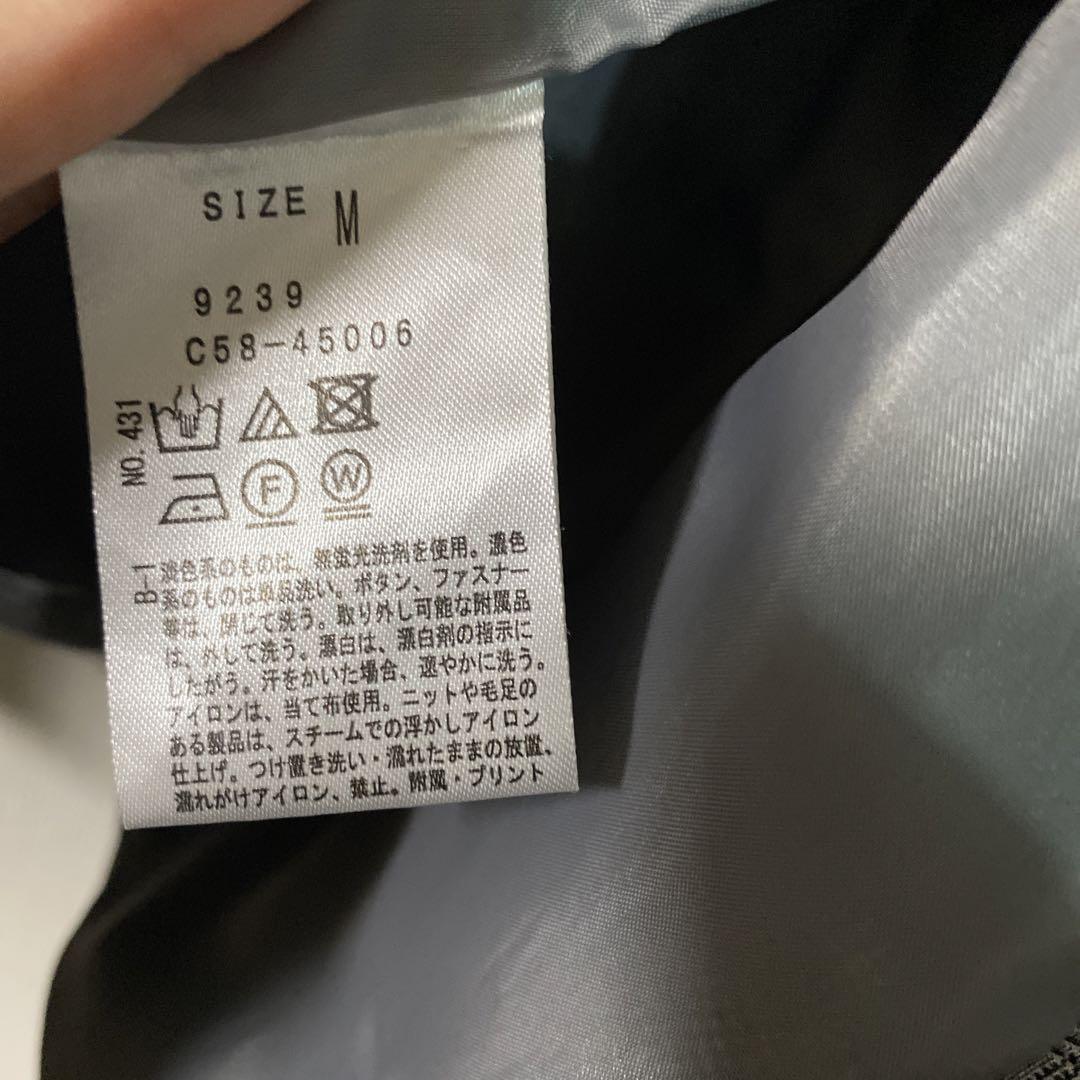 SIZE M
9239
C58-45006
NO.431
F W
B-1
淡色系のものは、無蛍光洗剤を使用。濃色
系のものは単品洗い。ボタン、ファスナー
等は、閉じて洗う。取り外し可能な附属品
は、外して洗う。漂白は、漂白剤の指示に
したがう。汗をかいた場合、速やかに洗う。
アイロンは、当て布使用。ニットや毛足の
ある製品は、スチームでの浮かしアイロン
仕上げ。つけ置き洗い・濡れたままの放置、
濡れがけアイロン、禁止。附属・プリント